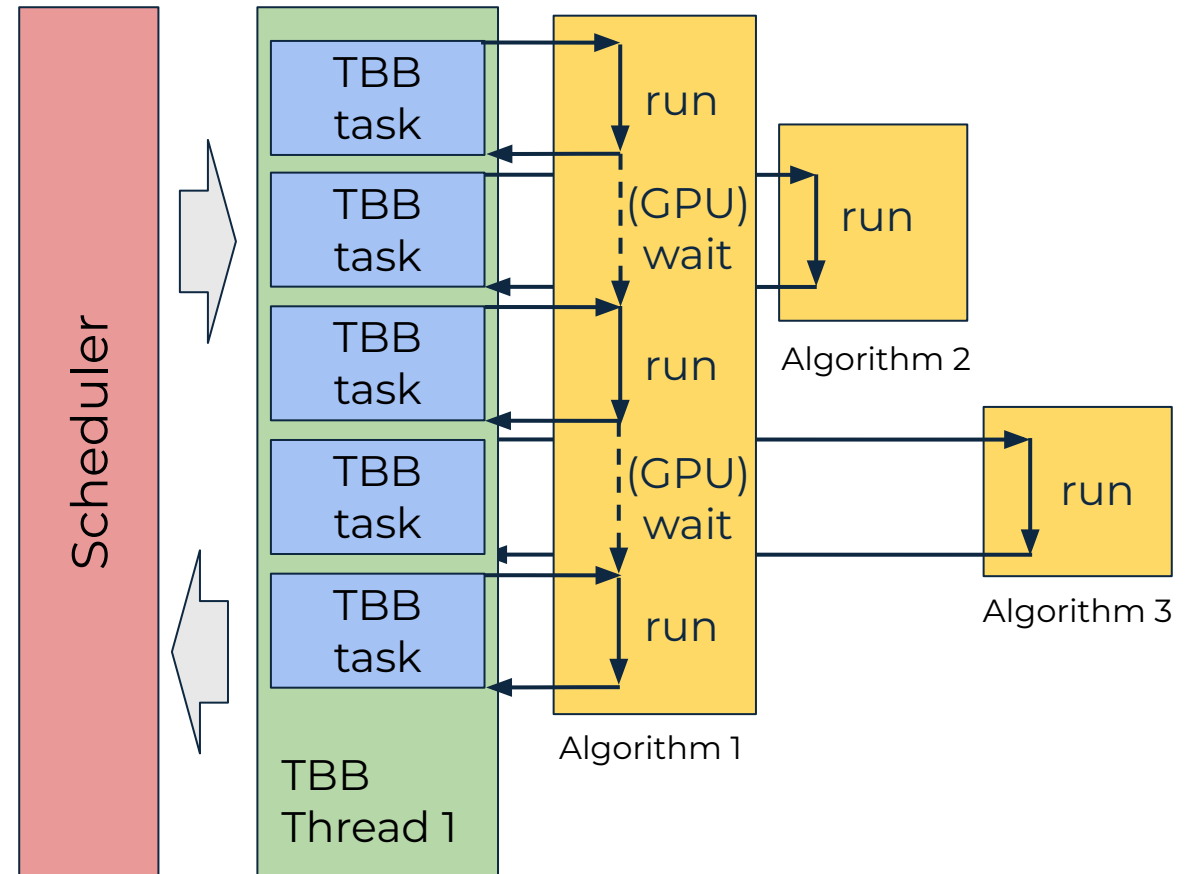 Scheduler
TBB
task
TBB
task
TBB
task
TBB
task
TBB
task
TBB
Thread 1
run
(GPU)
wait
run
(GPU)
wait
run
Algorithm 1
run
Algorithm 2
run
Algorithm 3